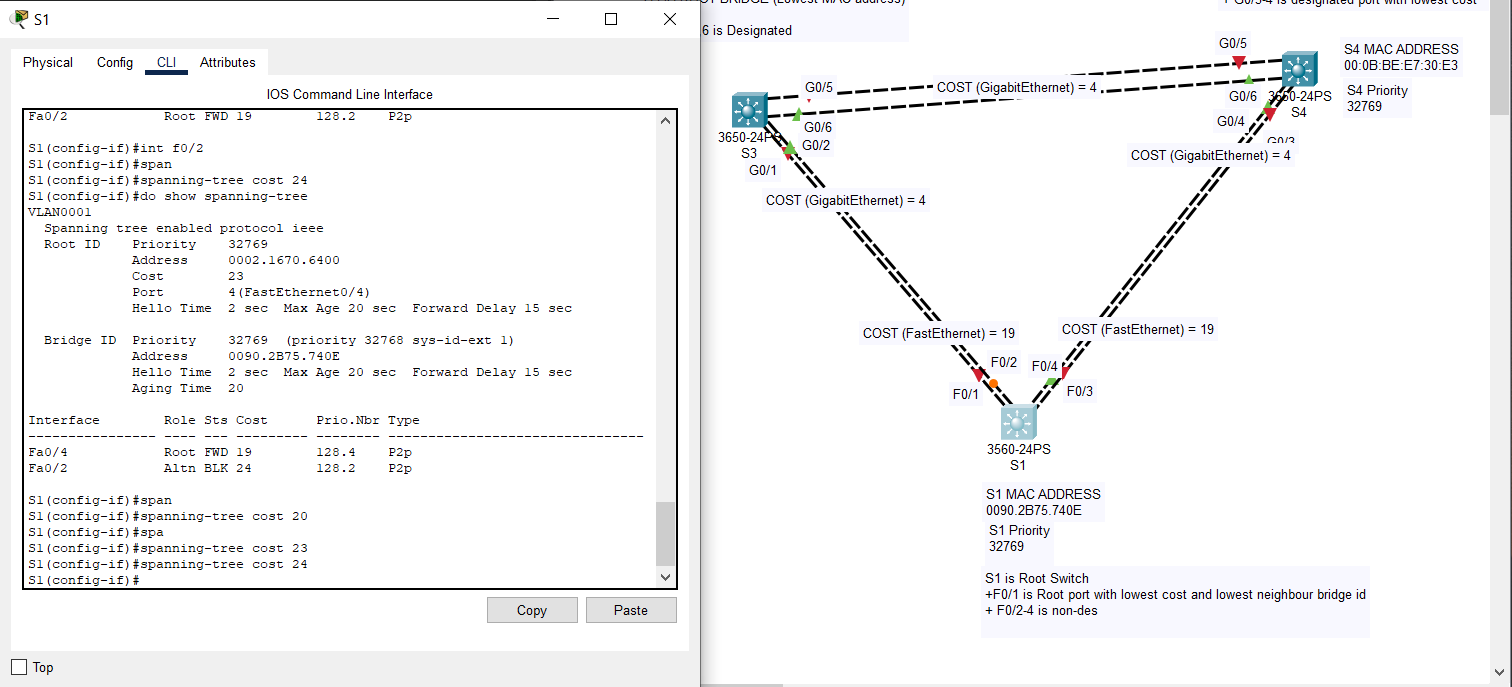 S1
Physical Config CLI Attributes
IOS Command Line Interface
Fa0/2 Root FWD 19 128.2 P2p
S1(config-if)#int f0/2
S1(config-if)#span
S1(config-if)#spanning-tree cost 24
S1(config-if)#do show spanning-tree
VLAN0001
Spanning tree enabled protocol ieee
Root ID Priority 32769
Address 0002.1670.6400
Cost 23
Port 4(FastEthernet0/4)
Hello Time 2 sec Max Age 20 sec Forward Delay 15 sec
Bridge ID Priority 32769 (priority 32768 sys-id-ext 1)
Address 0090.2B75.740E
Hello Time 2 sec Max Age 20 sec Forward Delay 15 sec
Aging Time 20
Interface Role Sts Cost Prio.Nbr Type
---------------- ---- --- --------- -------- --------------------------------
Fa0/4 Root FWD 19 128.4 P2p
Fa0/2 Altn BLK 24 128.2 P2p
S1(config-if)#span
S1(config-if)#spanning-tree cost 20
S1(config-if)#spa
S1(config-if)#spanning-tree cost 23
S1(config-if)#spanning-tree cost 24
S1(config-if)#
Copy Paste
Top
BRIDGE (Lowest MAC address)
6 is Designated
+ G0/3-4 is designated port with lowest cost
G0/5
S4 MAC ADDRESS
00:0B:BE:E7:30:E3
S4 Priority
32769
G0/5
COST (GigabitEthernet) = 4
G0/6
3650-24PS
S4
G0/4
G0/3
G0/6
3650-24PS
S3
G0/2
G0/1
COST (GigabitEthernet) = 4
COST (GigabitEthernet) = 4
COST (FastEthernet) = 19
COST (FastEthernet) = 19
F0/2
F0/4
F0/1
F0/3
3560-24PS
S1
S1 MAC ADDRESS
0090.2B75.740E
S1 Priority
32769
S1 is Root Switch
+F0/1 is Root port with lowest cost and lowest neighbour bridge id
+ F0/2-4 is non-des